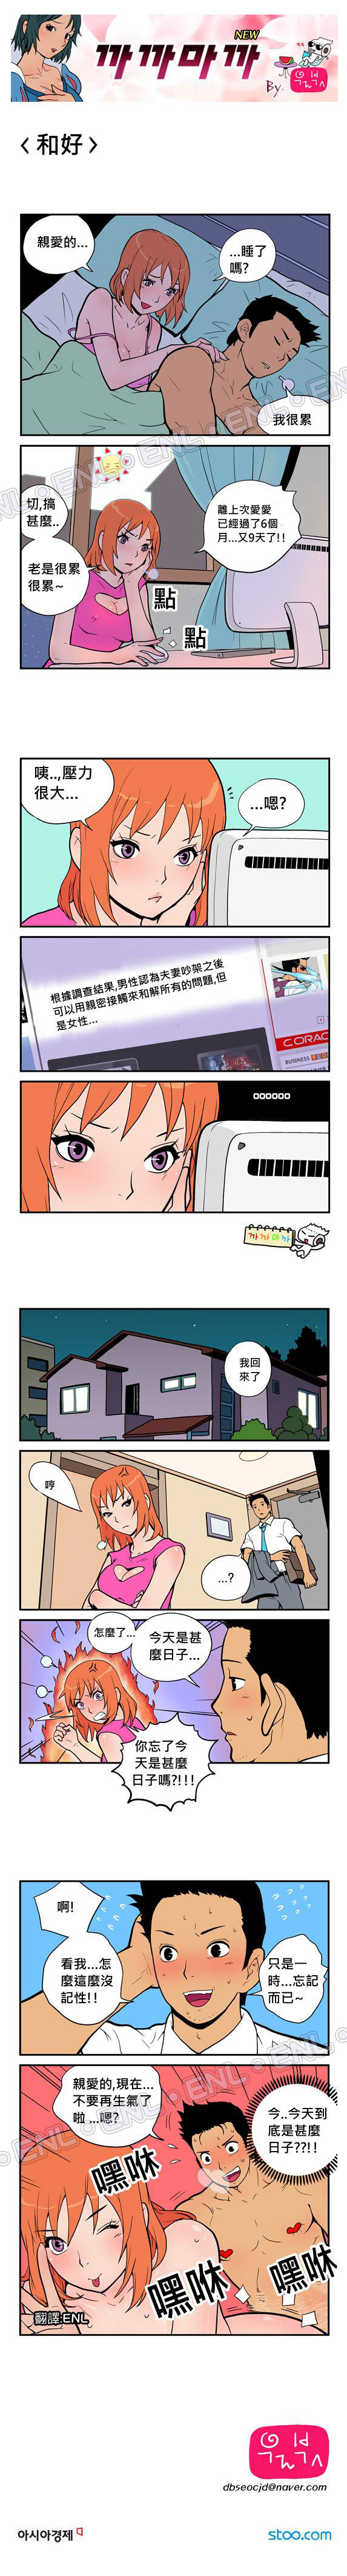 NEW
까까마까
By.
〈和好〉
親愛的...
...睡了
嗎?
我很累
切,搞
甚麼..
老是很累
很累~
離上次愛愛
已經過了6個
月...又9天了!!
點
點
咦..,壓力
很大...
...嗯?
根據調查結果,男性認為夫妻吵架之後
可以用親密接觸來和解所有的問題,但
是女性...
CORAC
BUSINESS
oooooo
까까마까
我回
來了
哼
...?
怎麼了...
今天是甚
麼日子...
你忘了今
天是甚麼
日子嗎?!!!
啊!
看我...怎
麼這麼沒
記性!!
只是一
時...忘記
而已~
親愛的,現在...
不要再生氣了
啦 ...嗯?
今..今天到
底是甚麼
日子??!!
嘿咻
嘿咻
嘿咻
翻譯:ENL
ENL ENL ENL
dbseocjd@naver.com
아시아경제
stoo.com